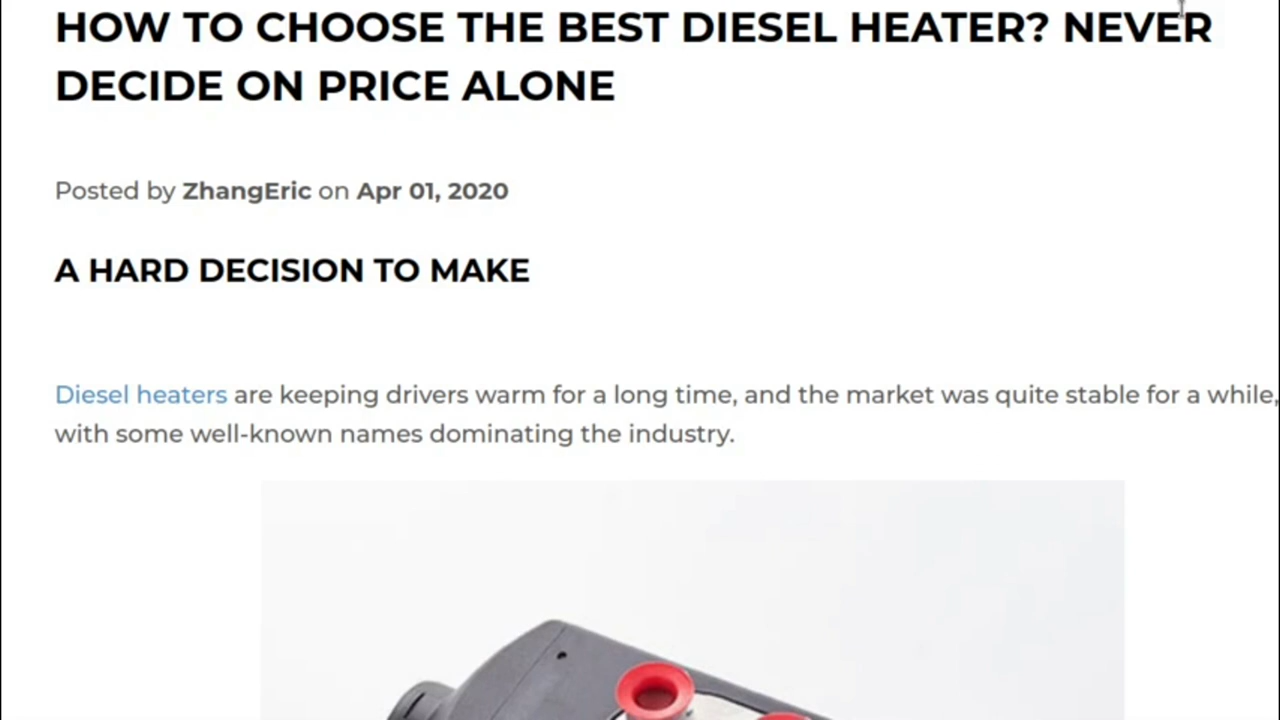 HOW TO CHOOSE THE BEST DIESEL HEATER? NEVER
DECIDE ON PRICE ALONE
Posted by ZhangEric on Apr 01, 2020
A HARD DECISION TO MAKE
Diesel heaters are keeping drivers warm for a long time, and the market was quite stable for a while,
with some well-known names dominating the industry.